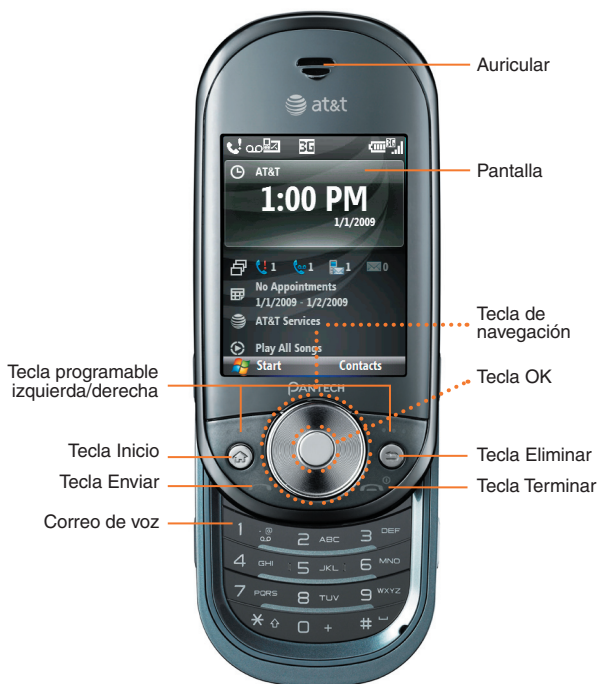 Auricular
at&t
3G
3G
Pantalla
AT&T
1:00 PM
1/1/2009
1
1
1
0
No Appointments
1/1/2009 - 1/2/2009
AT&T Services
Play All Songs
Start
Contacts
Tecla de
navegación
PANTECH
Tecla programable
izquierda/derecha
Tecla OK
Tecla Inicio
Tecla Eliminar
Tecla Enviar
Tecla Terminar
Correo de voz
1 . @
2 ABC
3 DEF
4 GHI
5 JKL
6 MNO
7 PQRS
8 TUV
9 WXYZ
*
0 +
#